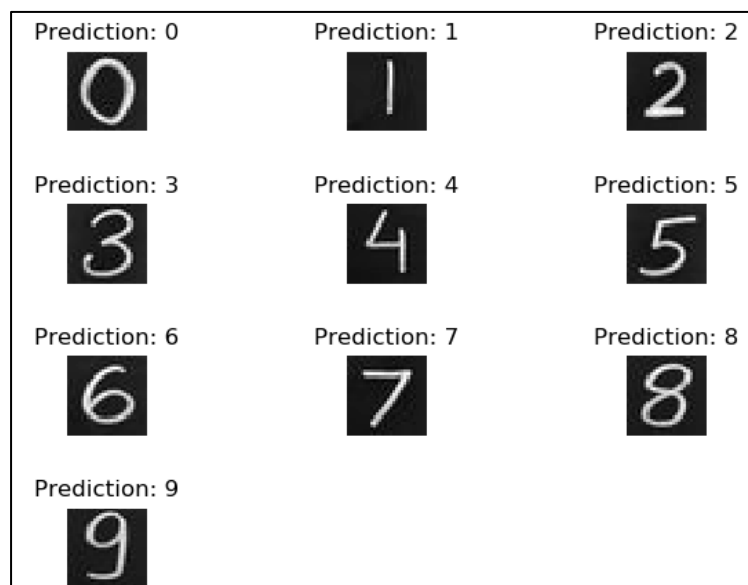 Prediction: 0
Prediction: 1
Prediction: 2
0
1
2
Prediction: 3
Prediction: 4
Prediction: 5
3
4
5
Prediction: 6
Prediction: 7
Prediction: 8
6
7
8
Prediction: 9
9